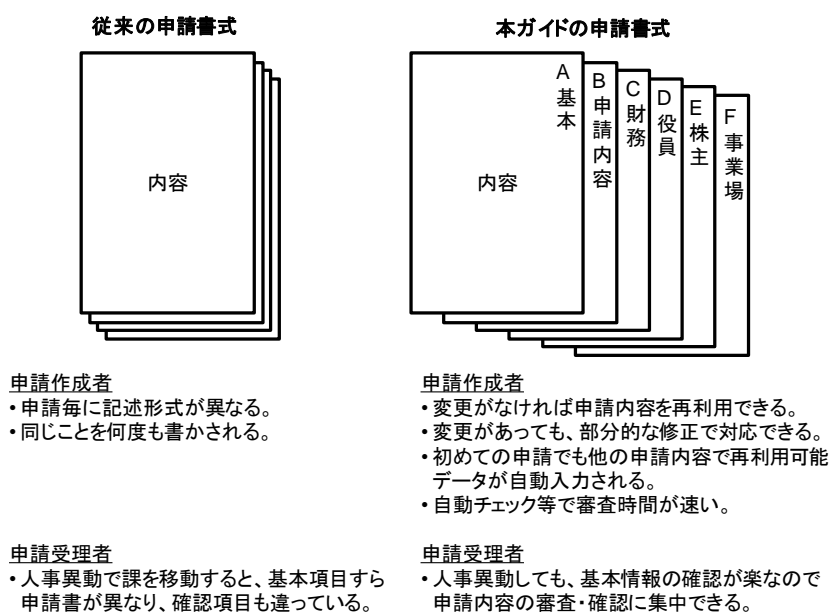 従来の申請書式
内容
申請作成者
・申請毎に記述形式が異なる。
・同じことを何度も書かされる。
申請受理者
・人事異動で課を移動すると、基本項目すら
申請書が異なり、確認項目も違っている。
本ガイドの申請書式
内容
A基本
B申請内容
C財務
D役員
E株主
F事業場
申請作成者
・変更がなければ申請内容を再利用できる。
・変更があっても、部分的な修正で対応できる。
・初めての申請でも他の申請内容で再利用可能
データが自動入力される。
・自動チェック等で審査時間が速い。
申請受理者
・人事異動しても、基本情報の確認が楽なので
申請内容の審査・確認に集中できる。